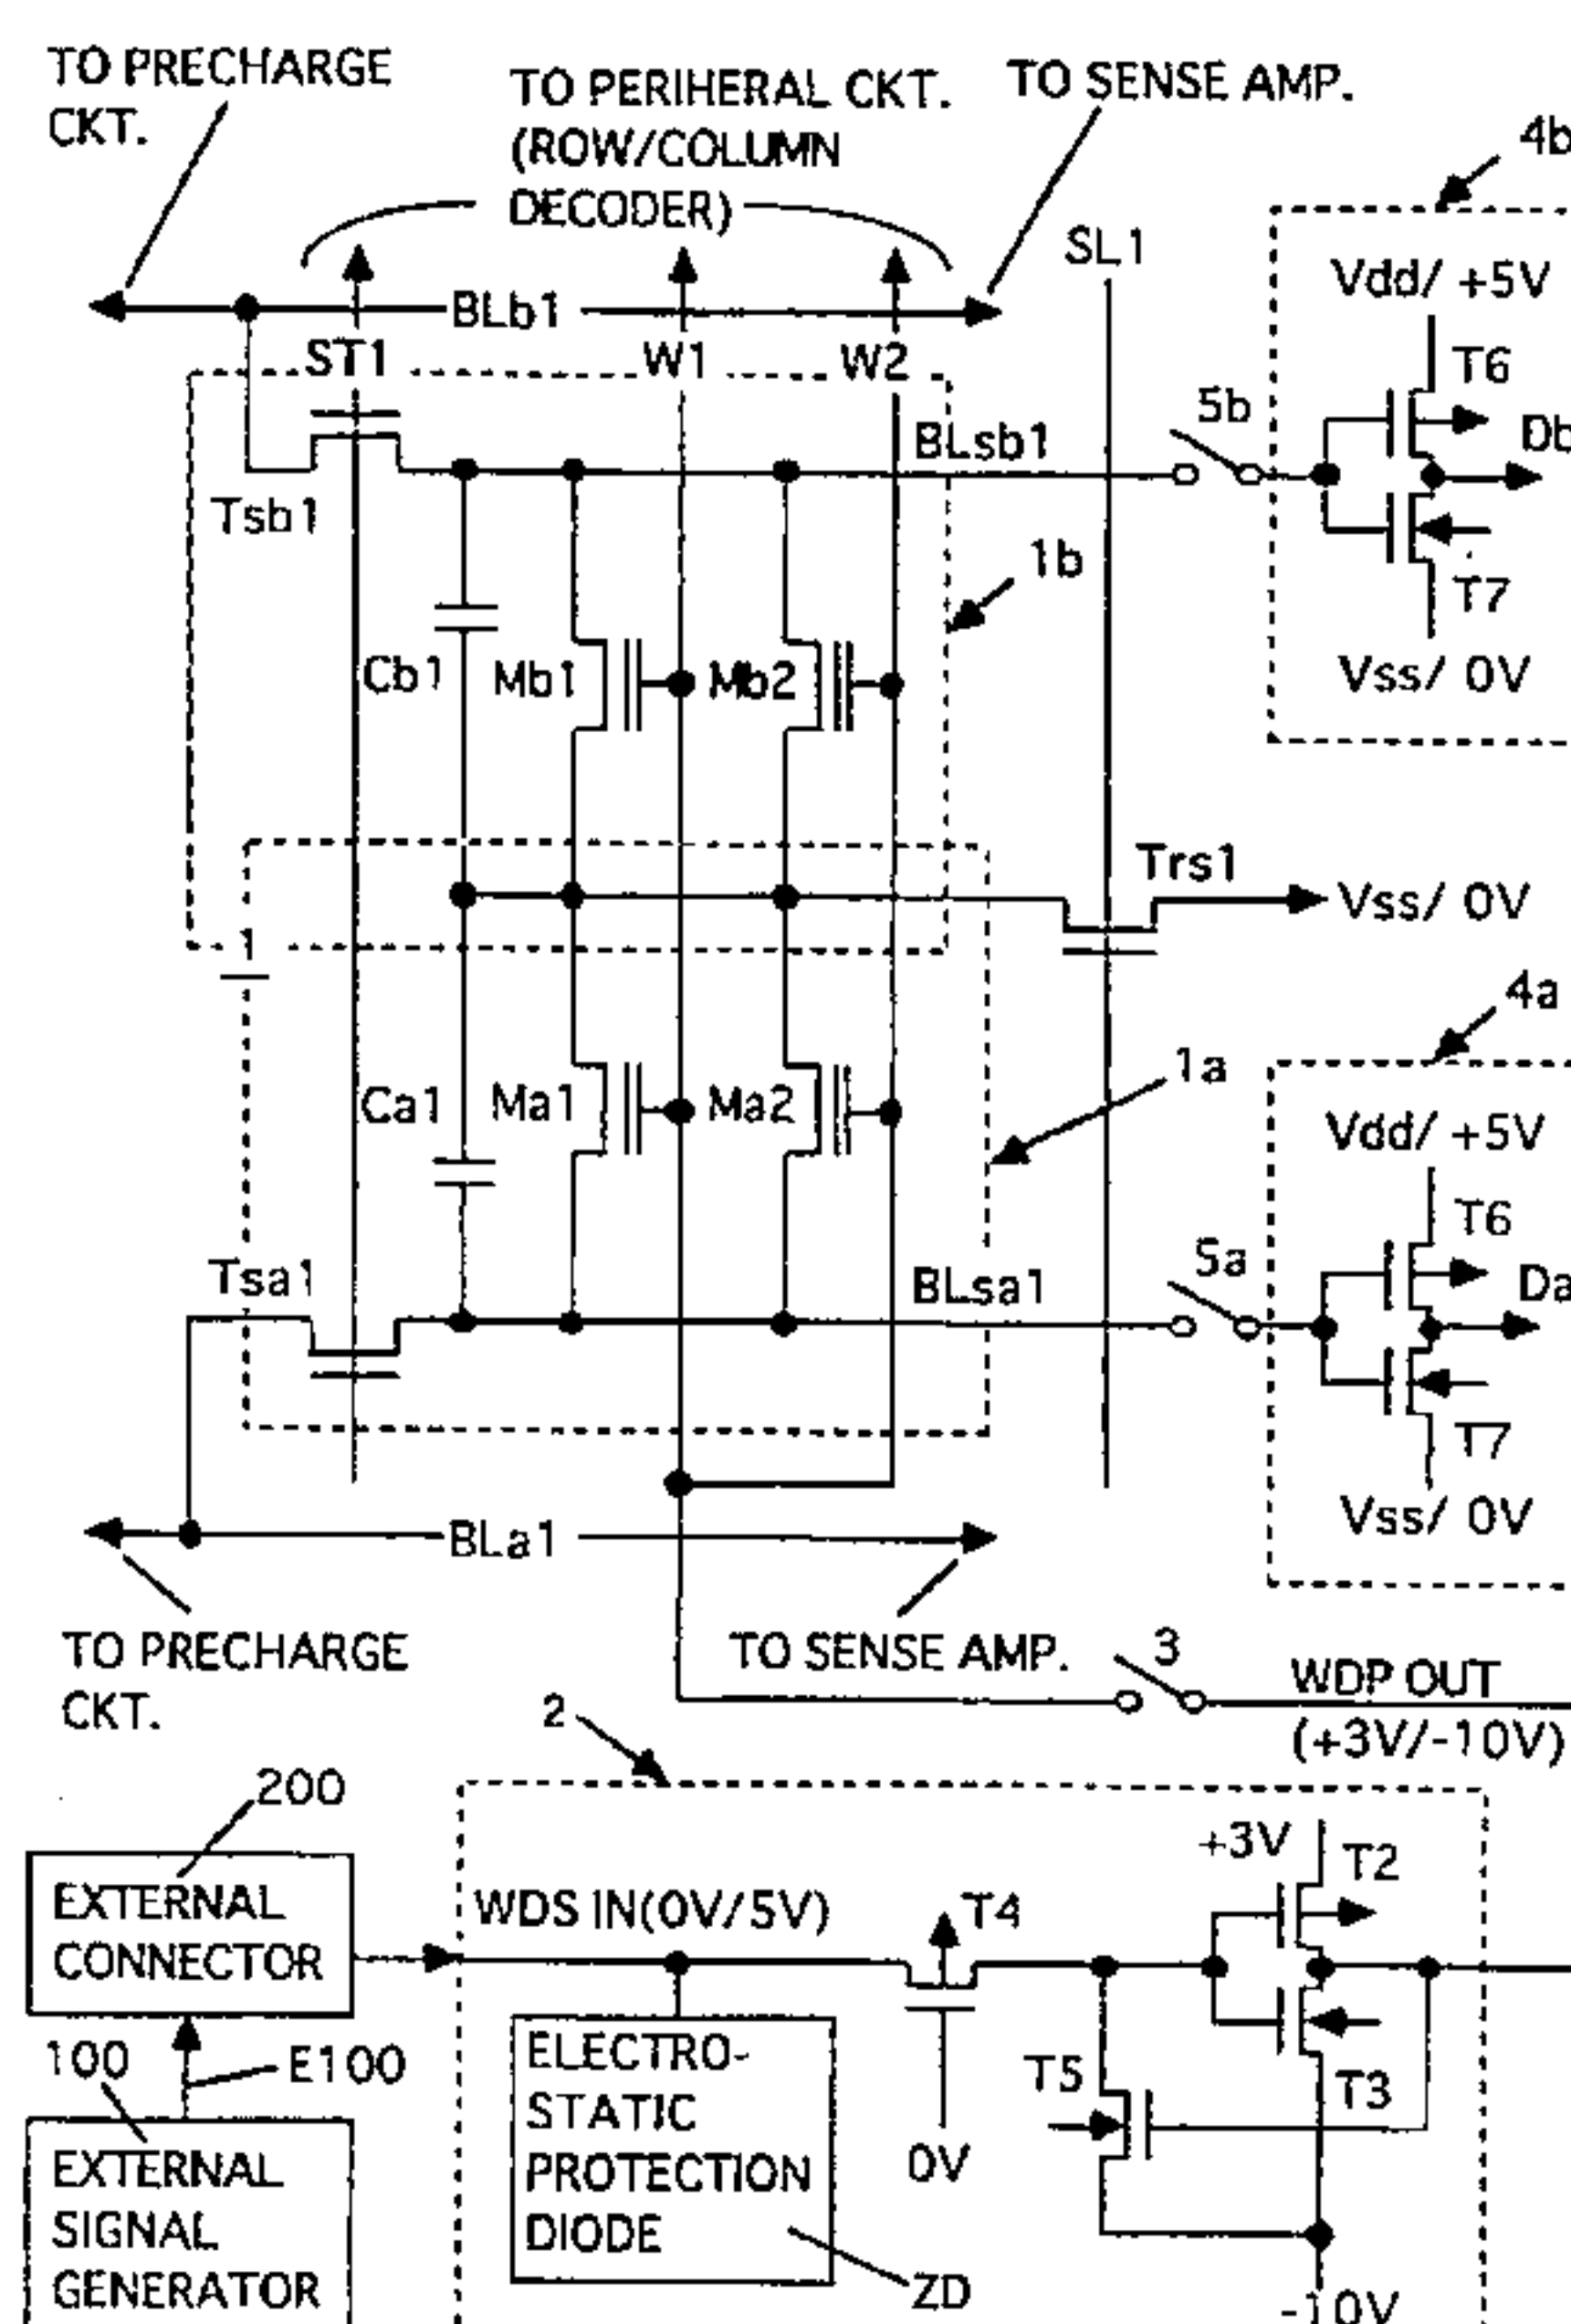 TO PRECHARGE
CKT.
TO PERIHERAL CKT.
(ROW/COLUMN
DECODER)
TO SENSE AMP.
4b
SL1
Vdd/ +5V
BLb1
ST1
W1
W2
T6
5b
BLsb1
Db
Tsb1
1b
T7
Cb1
Mb1
Mb2
Vss/ 0V
Trs1
Vss/ 0V
1
4a
1a
Ca1
Ma1
Ma2
Vdd/ +5V
T6
Tsa1
5a
BLsa1
Da
T7
Vss/ 0V
BLa1
TO PRECHARGE
CKT.
TO SENSE AMP.
3
WDP OUT
(+3V/-10V)
2
200
+3V
T2
EXTERNAL
CONNECTOR
WDS IN(0V/5V)
T4
100
E100
ELECTRO-
STATIC
PROTECTION
DIODE
T5
T3
0V
EXTERNAL
SIGNAL
GENERATOR
ZD
-10V